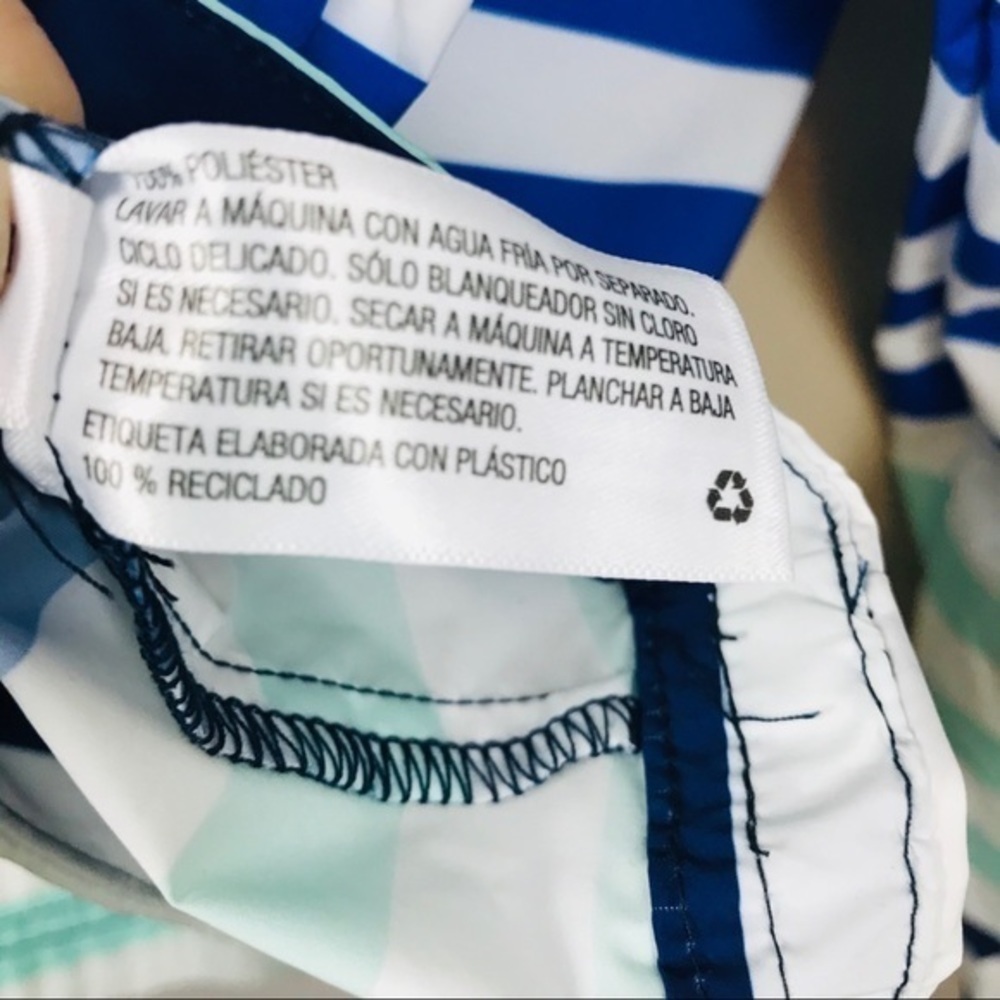 100% POLIÉSTER
LAVAR A MÁQUINA CON AGUA FRÍA POR SEPARADO.
CICLO DELICADO. SÓLO BLANQUEADOR SIN CLORO
SI ES NECESARIO. SECAR A MÁQUINA A TEMPERATURA
BAJA. RETIRAR OPORTUNAMENTE. PLANCHAR A BAJA
TEMPERATURA SI ES NECESARIO.
ETIQUETA ELABORADA CON PLÁSTICO
100 % RECICLADO